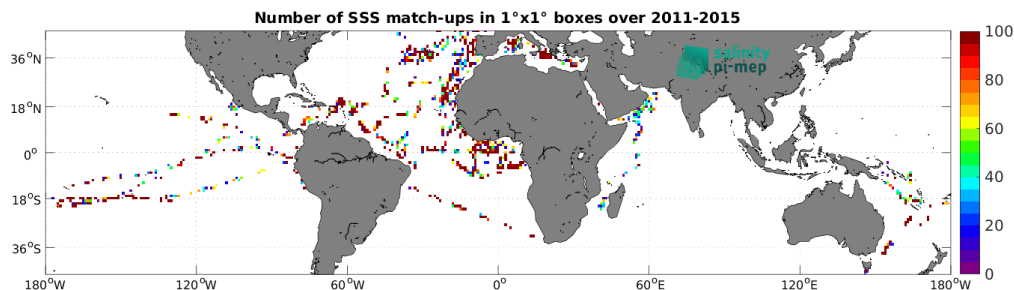 Number of SSS match-ups in 1°x1° boxes over 2011-2015
salinity
pi-mep
36°N
18°N
0°
18°S
36°S
180°W 120°W 60°W 0° 60°E 120°E 180°W
100
80
60
40
20
0